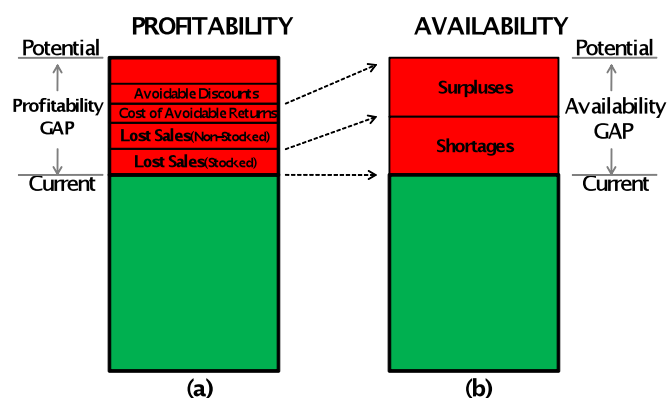 PROFITABILITY
AVAILABILITY
Potential
Potential
Avoidable Discounts
Surpluses
Profitability
GAP
Cost of Avoidable Returns
Availability
GAP
Lost Sales(Non-Stocked)
Shortages
Lost Sales(Stocked)
Current
Current
(a)
(b)